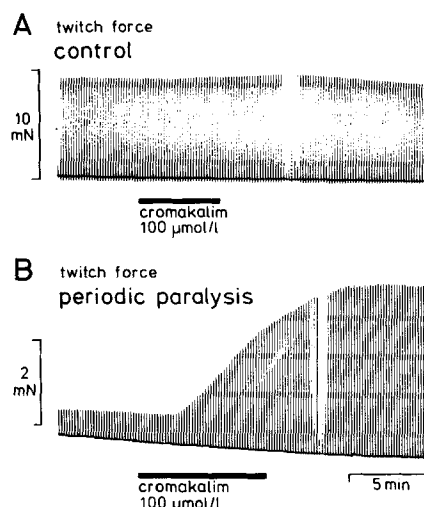 A twitch force
control
10
mN
cromakalim
100 µmol/l
B twitch force
periodic paralysis
2
mN
cromakalim
100 µmol/l
5 min